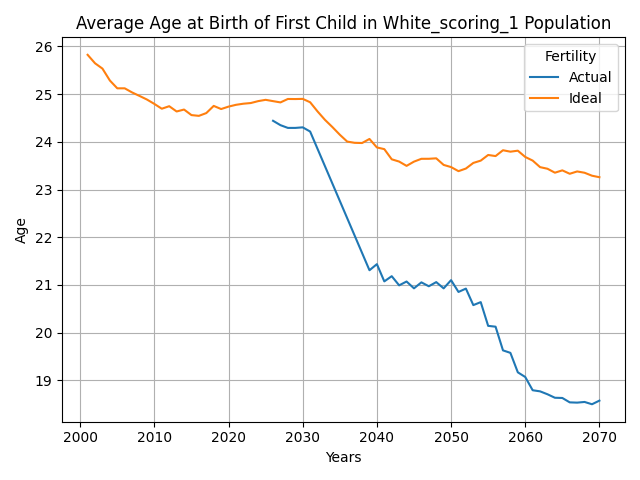 Average Age at Birth of First Child in White_scoring_1 Population
Fertility
Actual
Ideal
Age
26
25
24
23
22
21
20
19
2000 2010 2020 2030 2040 2050 2060 2070
Years